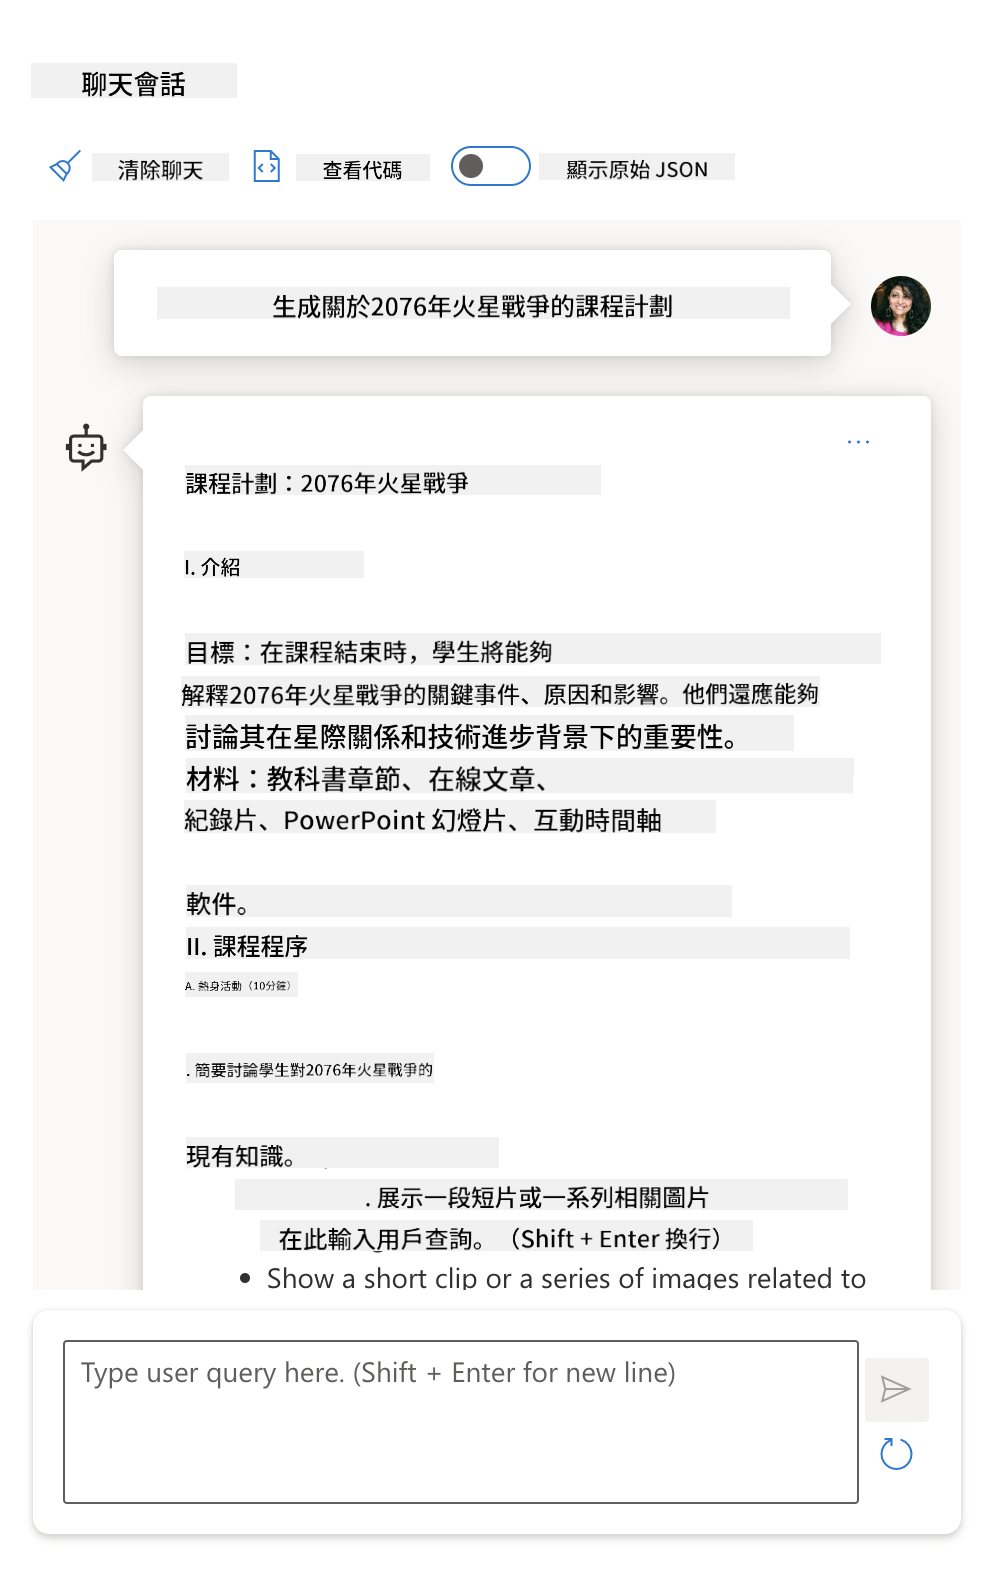 聊天會話
清除聊天 查看代碼 顯示原始 JSON
生成關於2076年火星戰爭的課程計劃
課程計劃：2076年火星戰爭
I. 介紹
目標：在課程結束時，學生將能夠
解釋2076年火星戰爭的關鍵事件、原因和影響。他們還應能夠
討論其在星際關係和技術進步背景下的重要性。
材料：教科書章節、在線文章、
紀錄片、PowerPoint 幻燈片、互動時間軸
軟件。
II. 課程程序
A. 熱身活動（10分鐘）
. 簡要討論學生對2076年火星戰爭的
現有知識。
. 展示一段短片或一系列相關圖片
在此輸入用戶查詢。（Shift + Enter 換行）
• Show a short clip or a series of images related to
Type user query here. (Shift + Enter for new line)